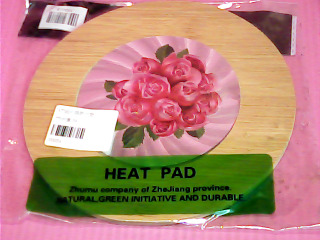 HEAT PAD
Zhumu company of ZheJiang province.
NATURAL.GREEN INITIATIVE AND DURABLE